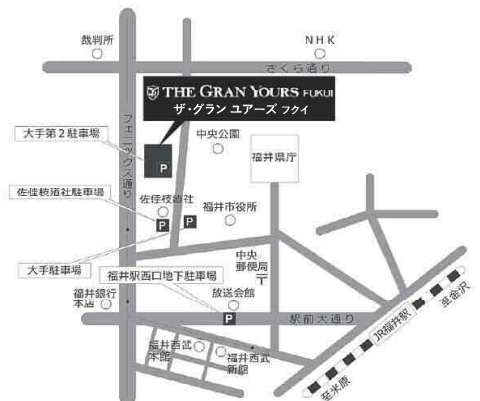 裁判所
NHK
さくら通り
THE GRAN YOURS FUKUI
ザ・グラン ユアーズ フクイ
フェニックス通り
大手第2駐車場
P
中央公園
福井県庁
佐佳枝廼社駐車場
佐佳枝廼社
P
P
福井市役所
大手駐車場
中央
郵便局
〒
福井駅西口地下駐車場
福井銀行
本店
放送会館
P
駅前大通り
福井西武
本館
福井西武
新館
JR福井駅
至金沢
至米原